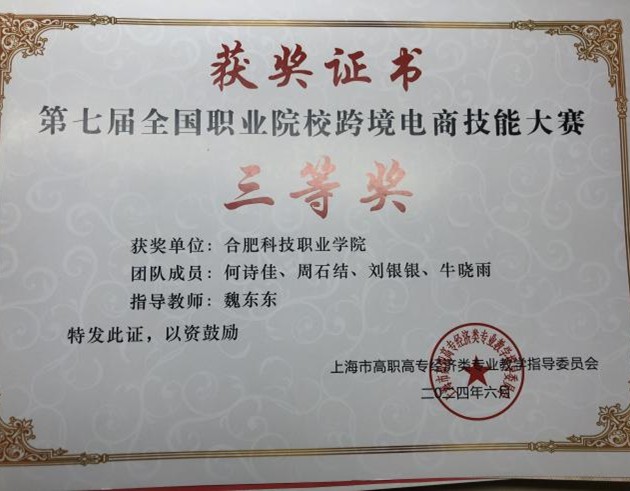 获奖证书
第七届全国职业院校跨境电商技能大赛
三等奖
获奖单位：合肥科技职业学院
团队成员：何诗佳、周石结、刘银银、牛晓雨
指导教师：魏东东
特发此证，以资鼓励
上海市高职高专经济类专业教学指导委员会
二〇二四年六月